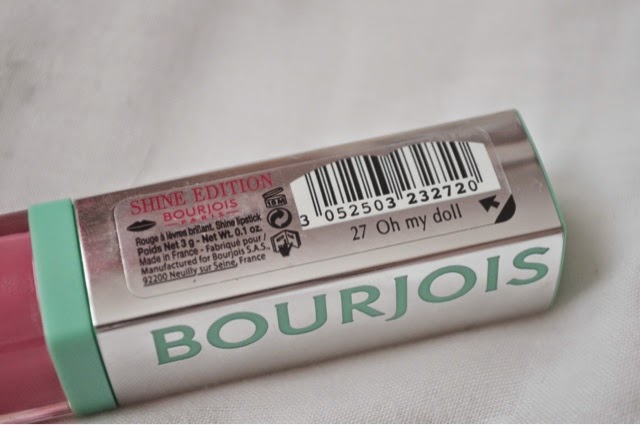 SHINE EDITION
BOURJOIS
PARIS
Rouge à lèvres brillant. Shine lipstick
Poids Net 3 g - Net Wt. 0.1 oz.
Made in France - Fabriqué pour /
Manufactured for Bourjois S.A.S.,
92200 Neuilly sur Seine, France
18 M
3 052503 232720
27 Oh my doll
BOURJOIS